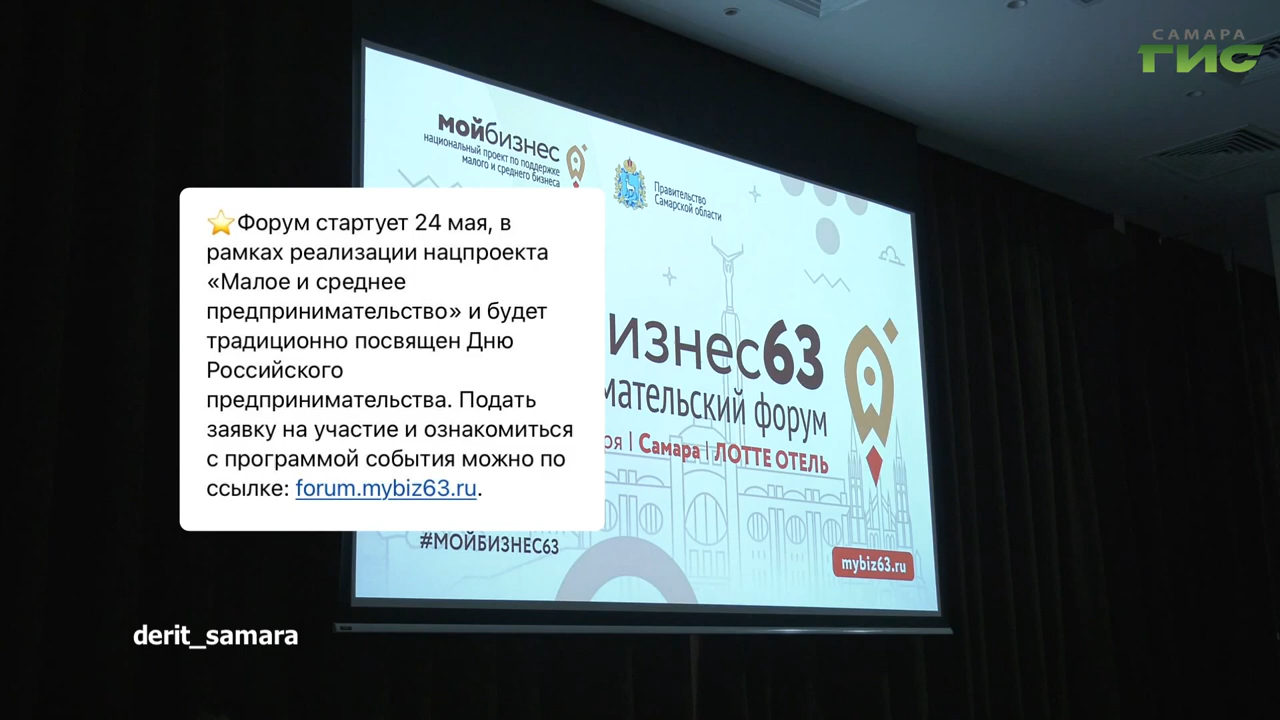 САМАРА
ГИС
мойбизнес
национальный проект по поддержке
малого и среднего бизнеса
Правительство
Самарской области
⭐Форум стартует 24 мая, в
рамках реализации нацпроекта
«Малое и среднее
предпринимательство» и будет
традиционно посвящен Дню
Российского
предпринимательства. Подать
заявку на участие и ознакомиться
с программой события можно по
ссылке: forum.mybiz63.ru.
изнес63
мательский форум
| Самара | ЛОТТЕ ОТЕЛЬ
#МОЙБИЗНЕС63
mybiz63.ru
derit_samara